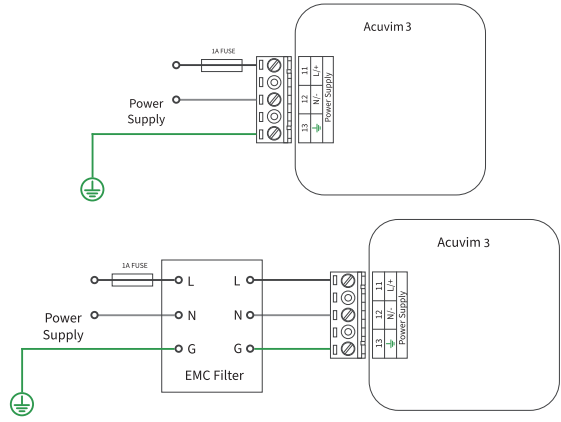 Acuvim 3
1A FUSE
11
L/+
Power
Supply
12
N/-
13
Power Supply
Acuvim 3
1A FUSE
L
L
11
L/+
Power
Supply
N
N
12
N/-
G
G
13
Power Supply
EMC Filter